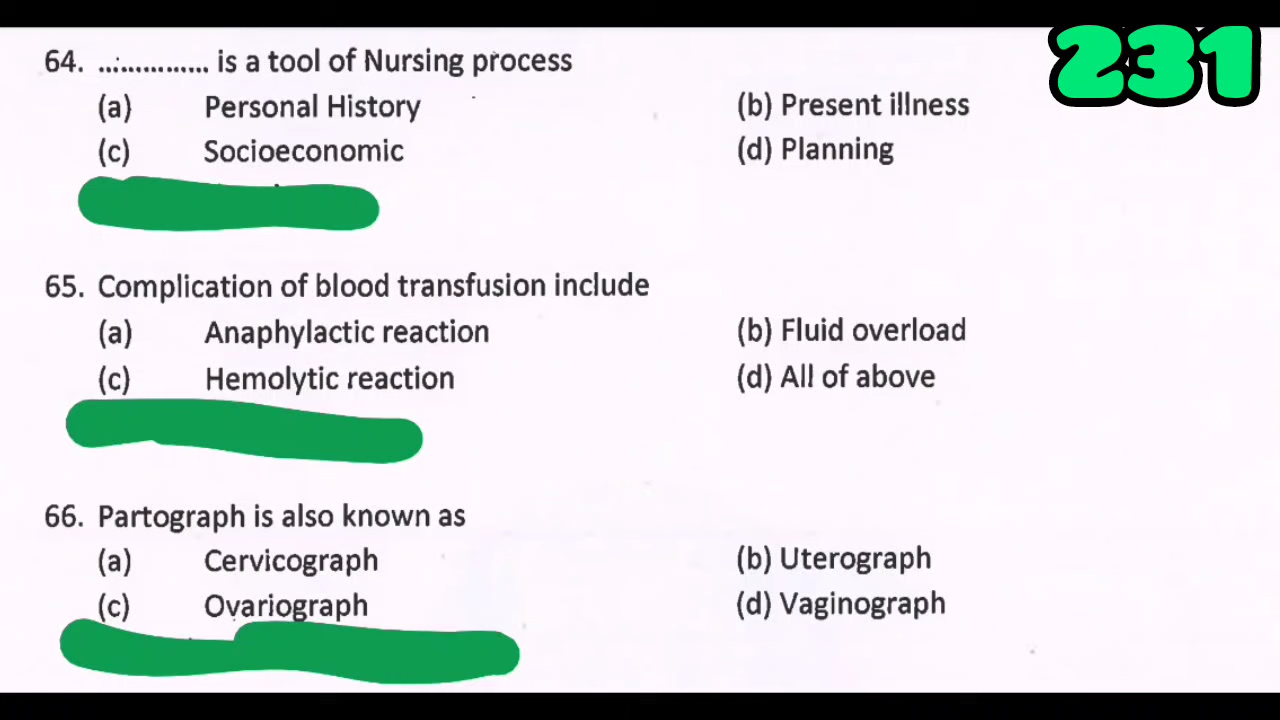 231
64. ............... is a tool of Nursing process
(a) Personal History (b) Present illness
(c) Socioeconomic (d) Planning
65. Complication of blood transfusion include
(a) Anaphylactic reaction (b) Fluid overload
(c) Hemolytic reaction (d) All of above
66. Partograph is also known as
(a) Cervicograph (b) Uterograph
(c) Ovariograph (d) Vaginograph